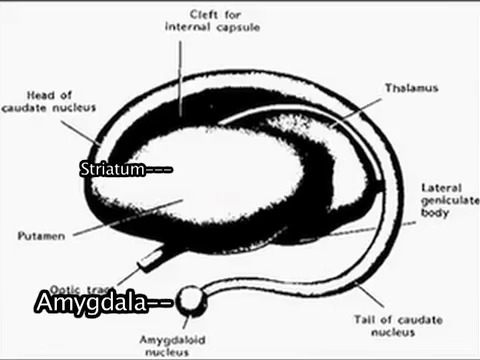 Cleft for
internal capsule
Head of
caudate nucleus
Thalamus
Striatum---
Lateral
geniculate
body
Putamen
Optic tract
Amygdala--
Tail of caudate
nucleus
Amygdaloid
nucleus